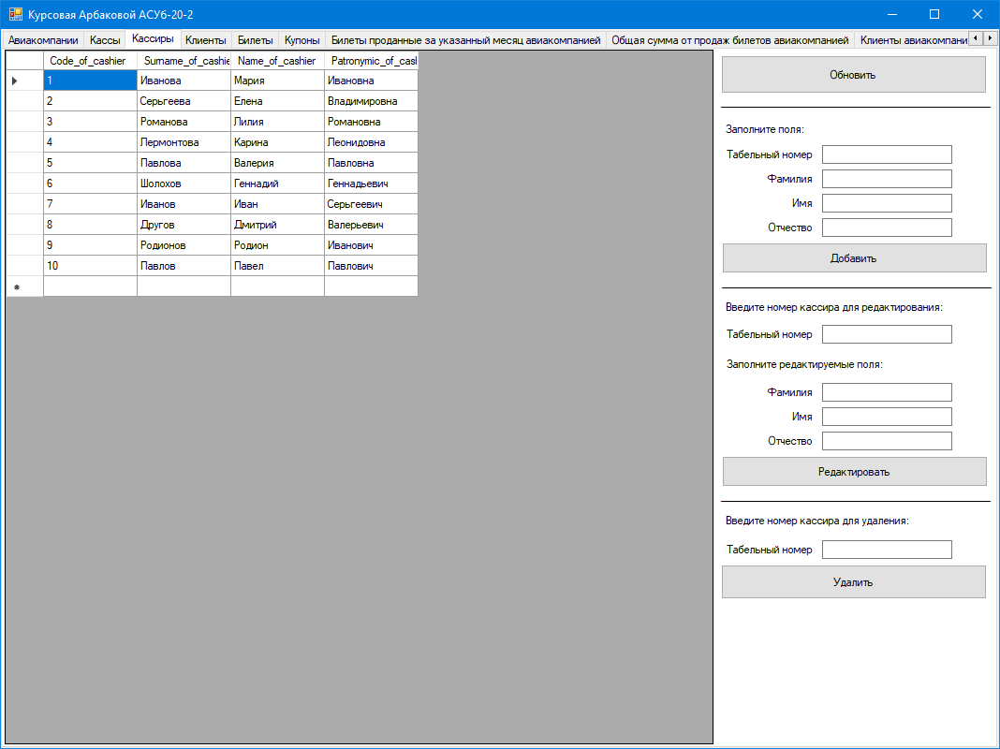 Курсовая Арбаковой АСУб-20-2
Авиакомпании Кассы Кассиры Клиенты Билеты Купоны Билеты проданные за указанный месяц авиакомпанией Общая сумма от продаж билетов авиакомпанией Клиенты авиакомпани
Code_of_cashier Surname_of_cashie Name_of_cashier Patronymic_of_cash
1 Иванова Мария Ивановна
2 Серьгеева Елена Владимировна
3 Романова Лилия Романовна
4 Лермонтова Карина Леонидовна
5 Павлова Валерия Павловна
6 Шолохов Геннадий Геннадьевич
7 Иванов Иван Серьгеевич
8 Другов Дмитрий Валерьевич
9 Родионов Родион Иванович
10 Павлов Павел Павлович
Обновить
Заполните поля:
Табельный номер
Фамилия
Имя
Отчество
Добавить
Введите номер кассира для редактирования:
Табельный номер
Заполните редактируемые поля:
Фамилия
Имя
Отчество
Редактировать
Введите номер кассира для удаления:
Табельный номер
Удалить